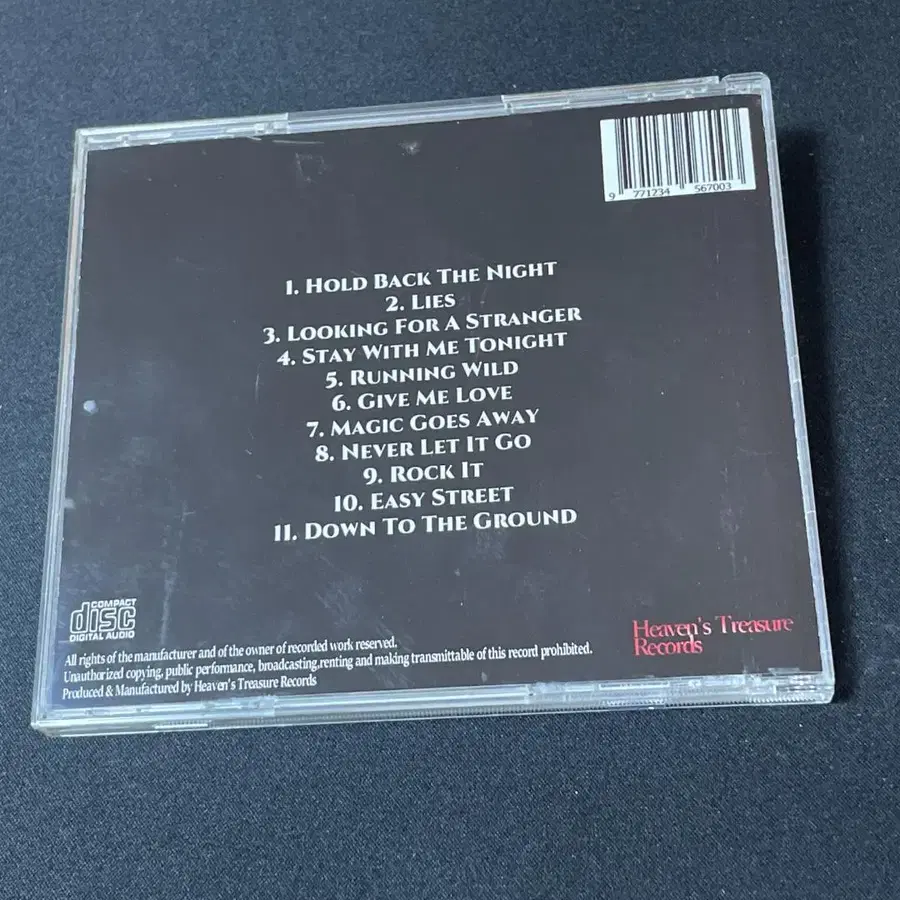 9 771234 567003
1. Hold Back The Night
2. Lies
3. Looking For A Stranger
4. Stay With Me Tonight
5. Running Wild
6. Give Me Love
7. Magic Goes Away
8. Never Let It Go
9. Rock It
10. Easy Street
11. Down To The Ground
COMPACT
disc
DIGITAL AUDIO
All rights of the manufacturer and of the owner of recorded work reserved.
Unauthorized copying, public performance, broadcasting,renting and making transmittable of this record prohibited.
Produced & Manufactured by Heaven's Treasure Records
Heaven's Treasure
Records